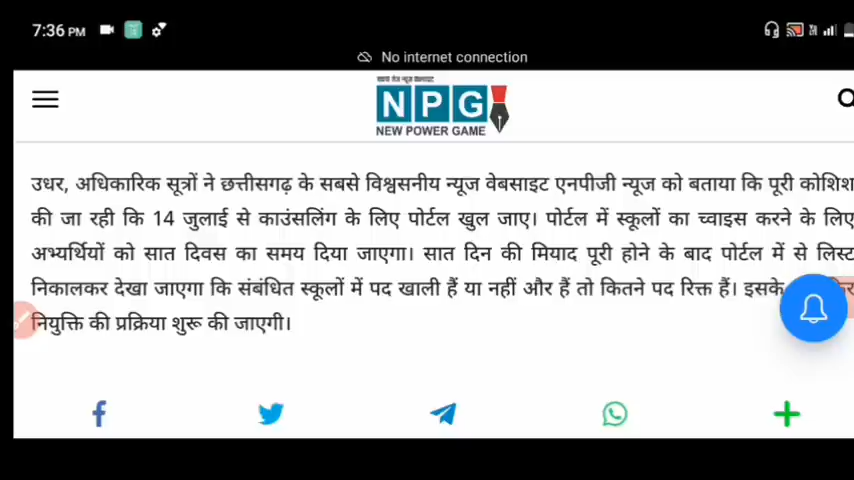 7:36 PM
No internet connection
NPG
NEW POWER GAME
उधर, अधिकारिक सूत्रों ने छत्तीसगढ़ के सबसे विश्वसनीय न्यूज वेबसाइट एनपीजी न्यूज को बताया कि पूरी कोशिश
की जा रही कि 14 जुलाई से काउंसलिंग के लिए पोर्टल खुल जाए। पोर्टल में स्कूलों का च्वाइस करने के लिए
अभ्यर्थियों को सात दिवस का समय दिया जाएगा। सात दिन की मियाद पूरी होने के बाद पोर्टल में से लिस्ट
निकालकर देखा जाएगा कि संबंधित स्कूलों में पद खाली हैं या नहीं और हैं तो कितने पद रिक्त हैं। इसके
नियुक्ति की प्रक्रिया शुरू की जाएगी।